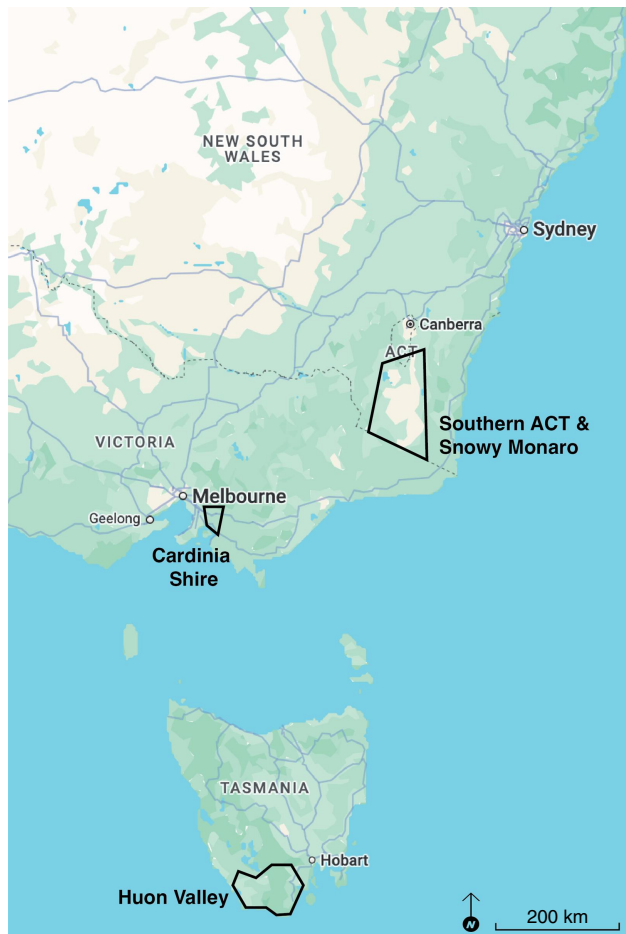 NEW SOUTH
WALES
Sydney
Canberra
ACT
Southern ACT &
Snowy Monaro
VICTORIA
Melbourne
Geelong
Cardinia
Shire
TASMANIA
Hobart
Huon Valley
N
200 km